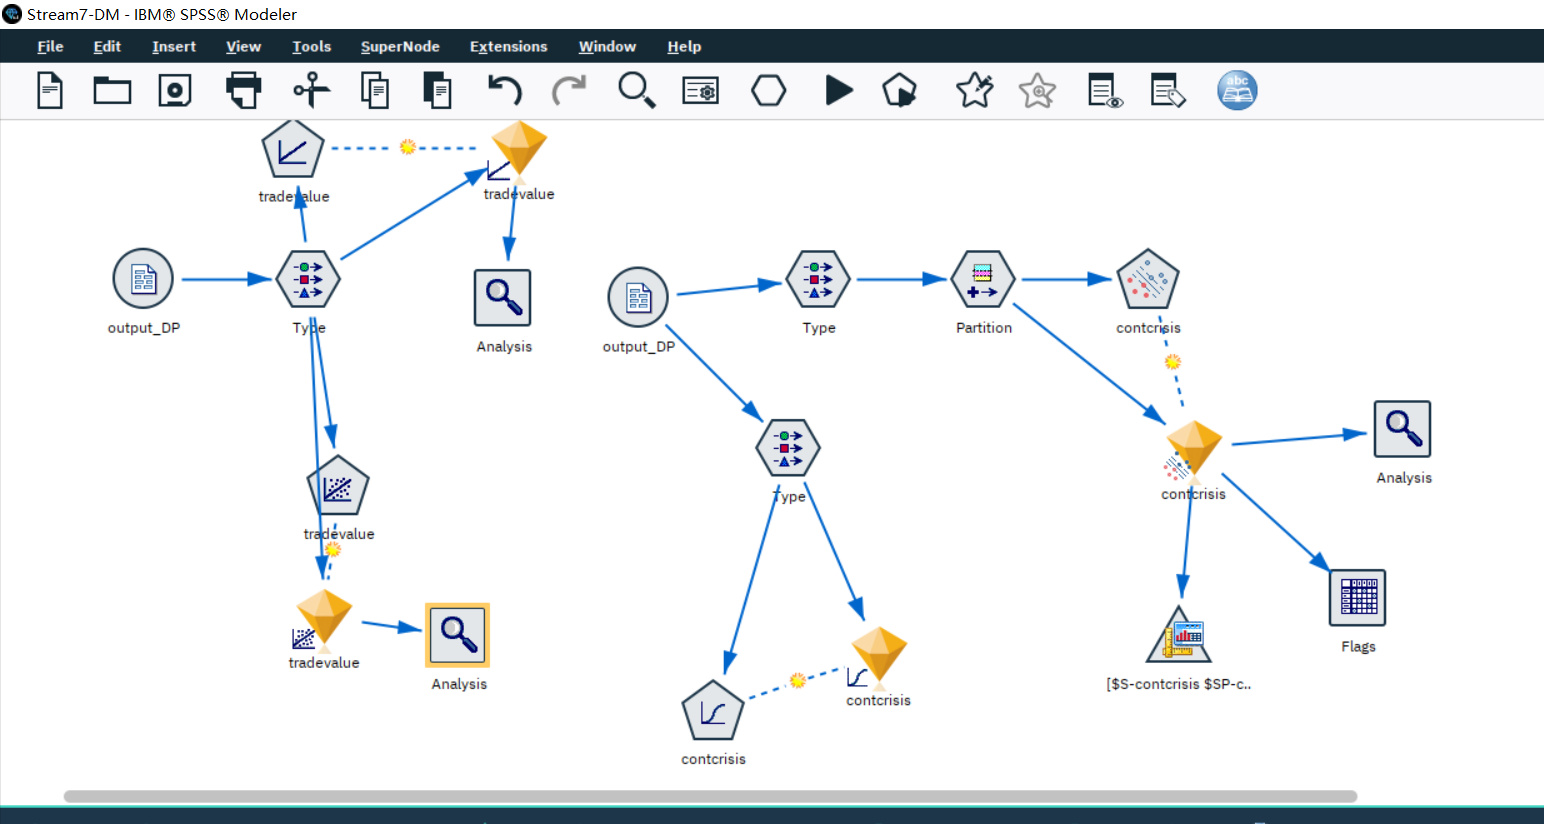 Stream7-DM - IBM® SPSS® Modeler
File Edit Insert View Tools SuperNode Extensions Window Help
abc
tradevalue
tradevalue
output_DP
Type
Analysis
output_DP
Type
Partition
contcrisis
tradevalue
Type
contcrisis
Analysis
tradevalue
Analysis
contcrisis
contcrisis
[$S-contcrisis $SP-c..
Flags